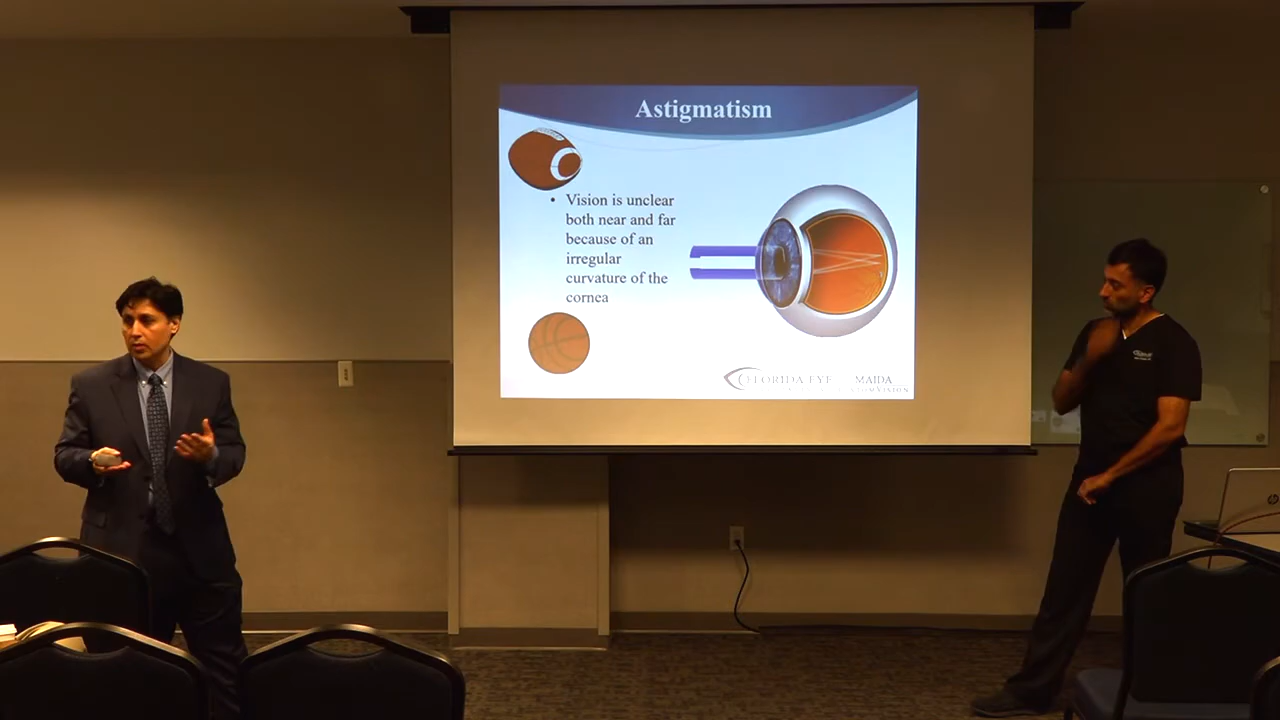 Astigmatism
• Vision is unclear
both near and far
because of an
irregular
curvature of the
cornea
FLORIDA EYE
MAIDA
hp